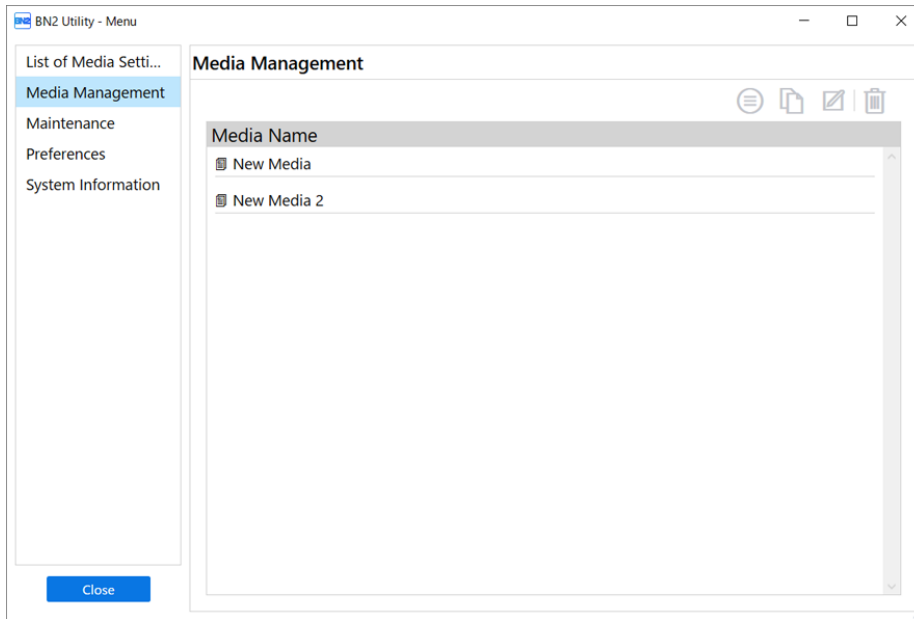 BN2 BN2 Utility - Menu
List of Media Setti...
Media Management
Maintenance
Preferences
System Information
Close
Media Management
Media Name
New Media
New Media 2